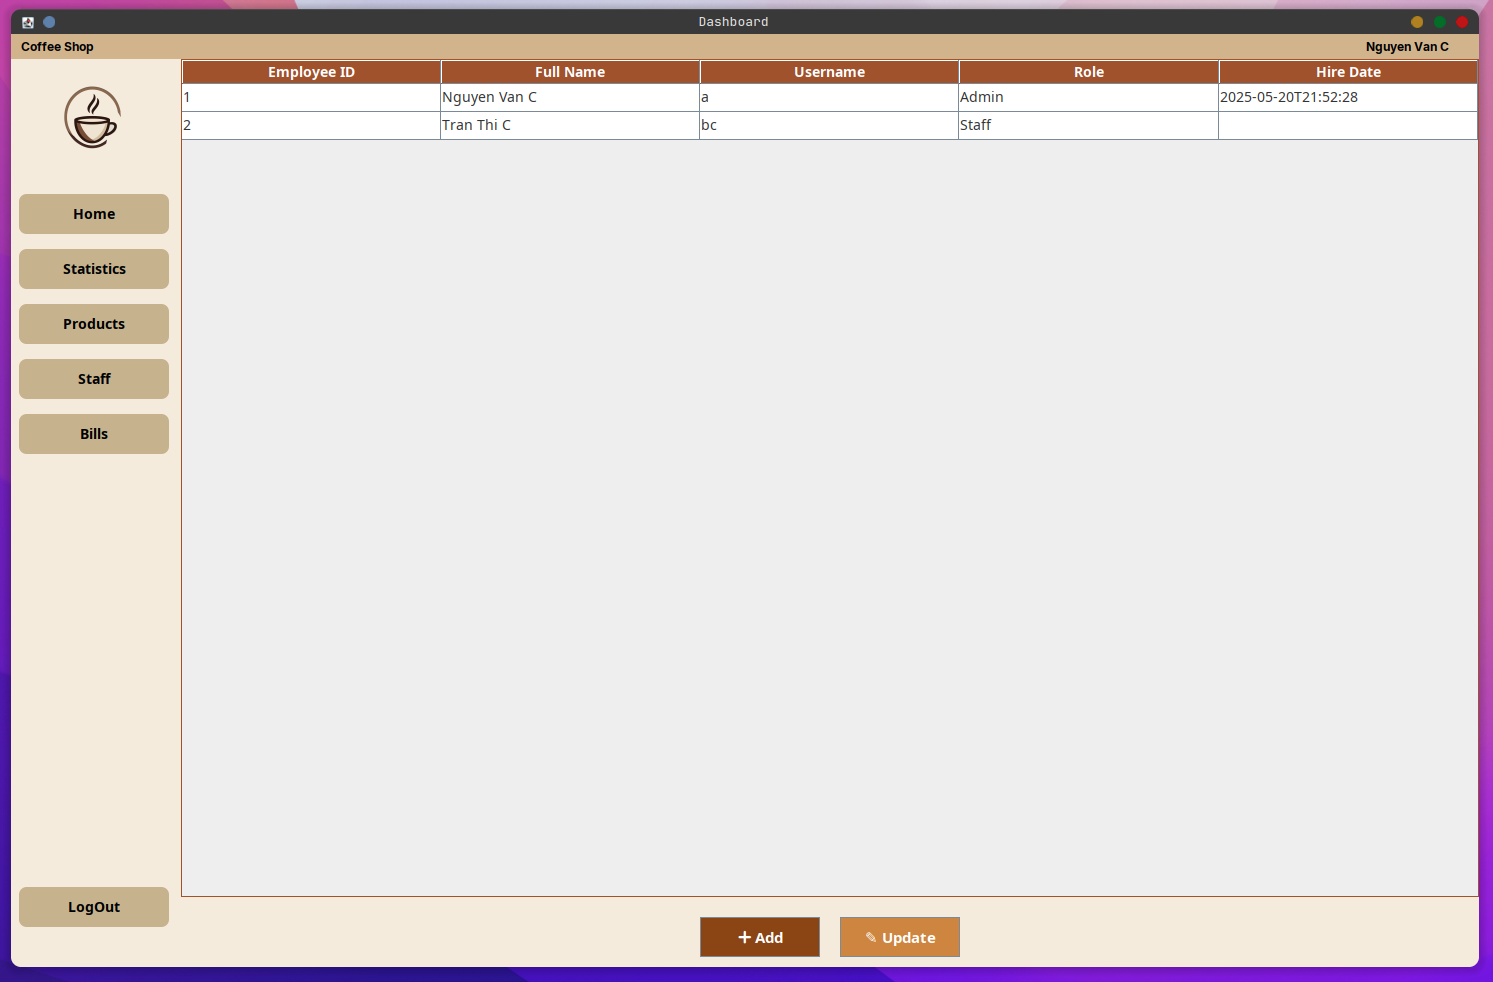 Dashboard
Coffee Shop Nguyen Van C
Employee ID Full Name Username Role Hire Date
1 Nguyen Van C a Admin 2025-05-20T21:52:28
2 Tran Thi C bc Staff
Home
Statistics
Products
Staff
Bills
LogOut
+ Add
✎ Update